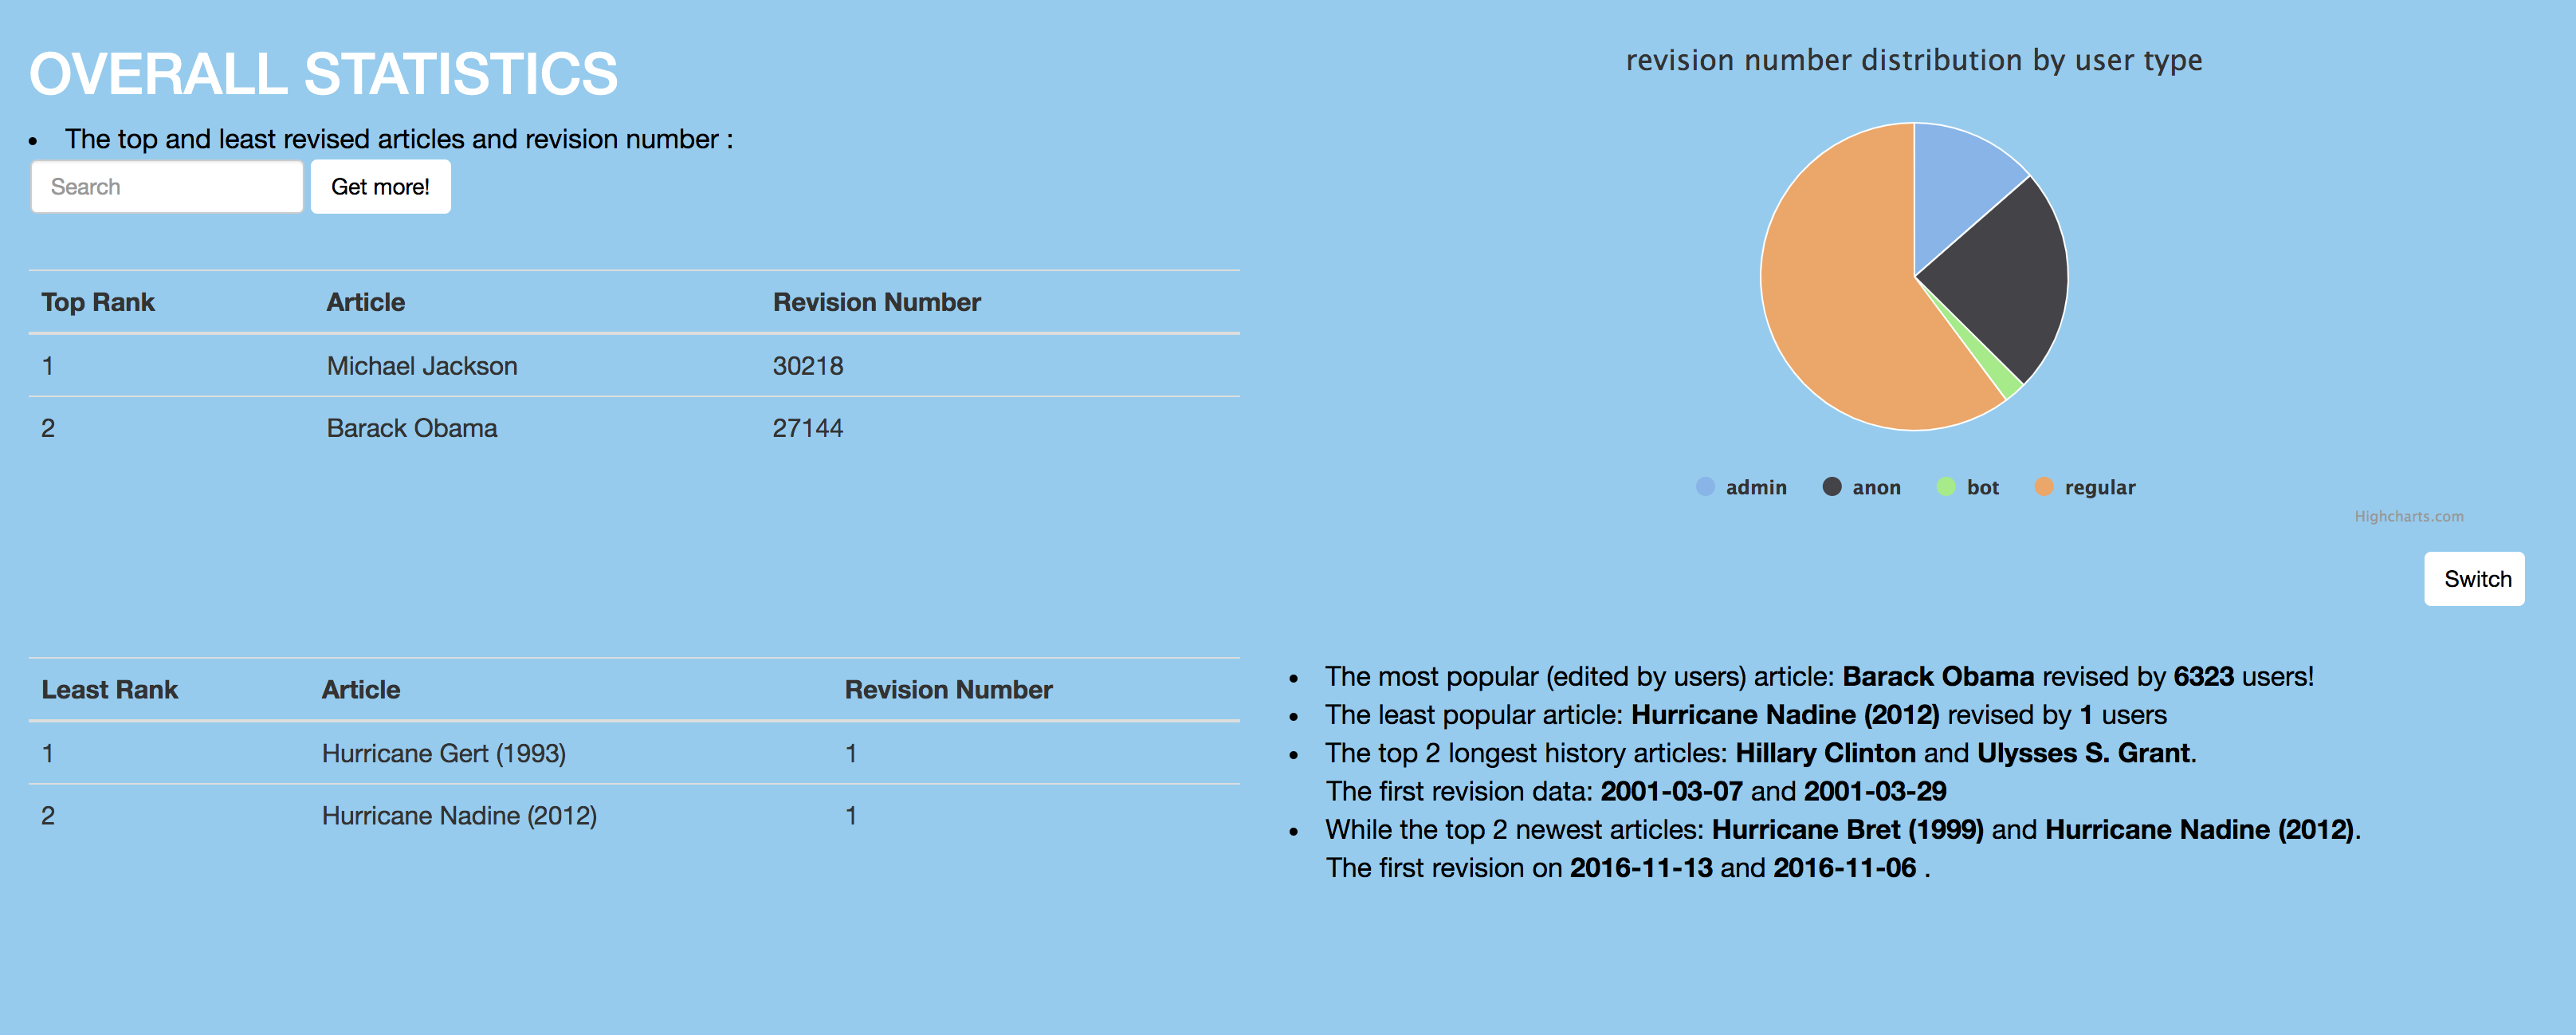 OVERALL STATISTICS
• The top and least revised articles and revision number :
Search Get more!
Top Rank Article Revision Number
1 Michael Jackson 30218
2 Barack Obama 27144
revision number distribution by user type
admin anon bot regular
Highcharts.com
Switch
Least Rank Article Revision Number
1 Hurricane Gert (1993) 1
2 Hurricane Nadine (2012) 1
• The most popular (edited by users) article: Barack Obama revised by 6323 users!
• The least popular article: Hurricane Nadine (2012) revised by 1 users
• The top 2 longest history articles: Hillary Clinton and Ulysses S. Grant.
The first revision data: 2001-03-07 and 2001-03-29
• While the top 2 newest articles: Hurricane Bret (1999) and Hurricane Nadine (2012).
The first revision on 2016-11-13 and 2016-11-06 .